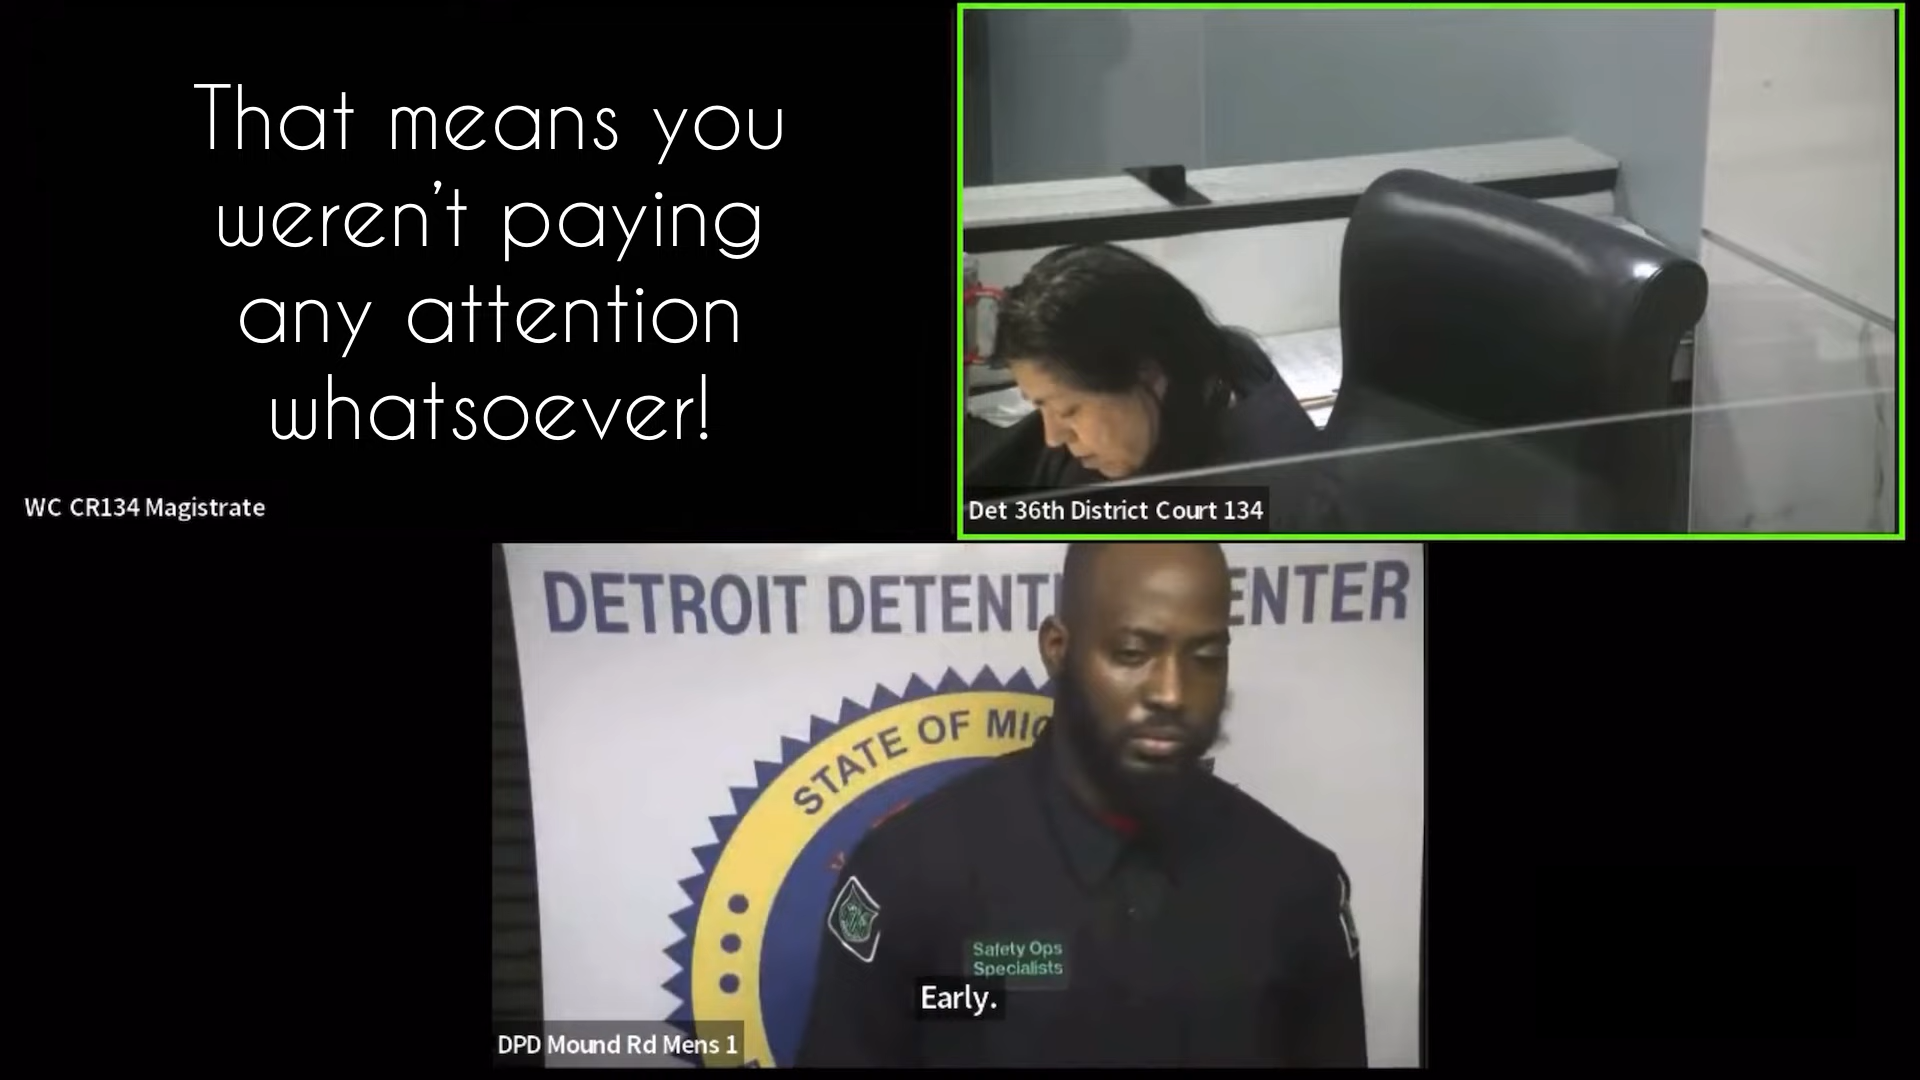 That means you
weren't paying
any attention
whatsoever!
WC CR134 Magistrate
Det 36th District Court 134
DETROIT DETENT ENTER
STATE OF MIC
Safety Ops
Specialists
Early.
DPD Mound Rd Mens 1